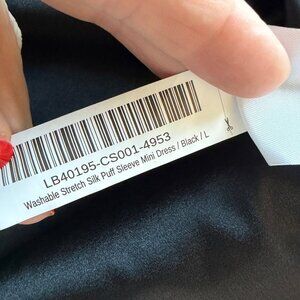 LB40195-CS001-4953
Washable Stretch Silk Puff Sleeve Mini Dress / Black / L